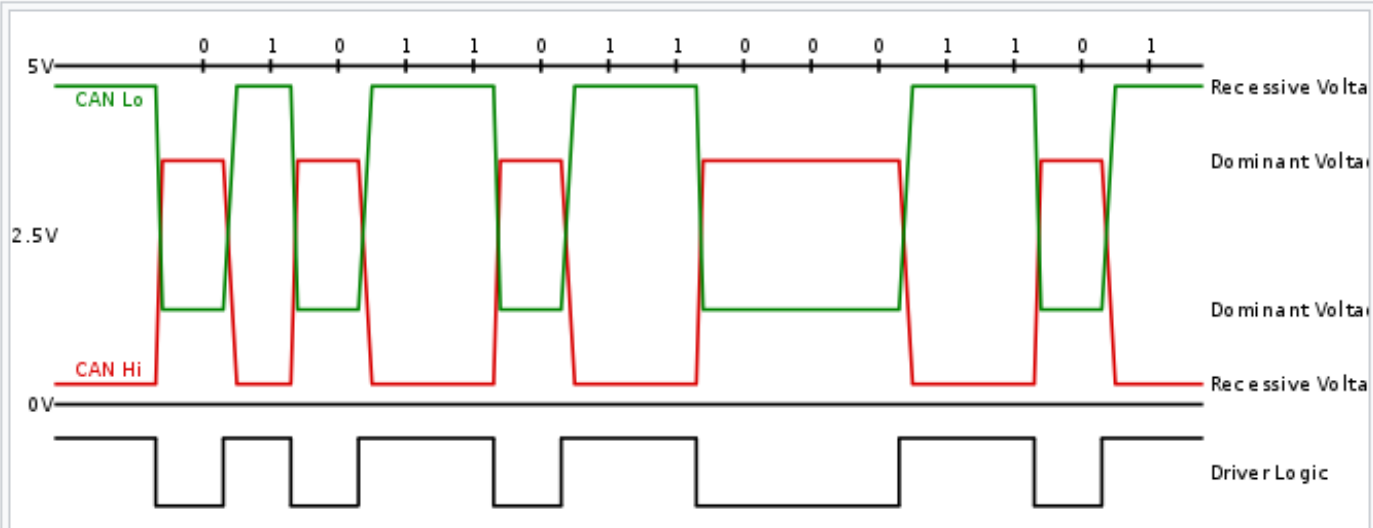 0 1 0 1 1 0 1 1 0 0 0 1 1 0 1
5V
CAN Lo
Recessive Volta
Dominant Volta
2.5V
Dominant Volta
CAN Hi
Recessive Volta
0V
Driver Logic